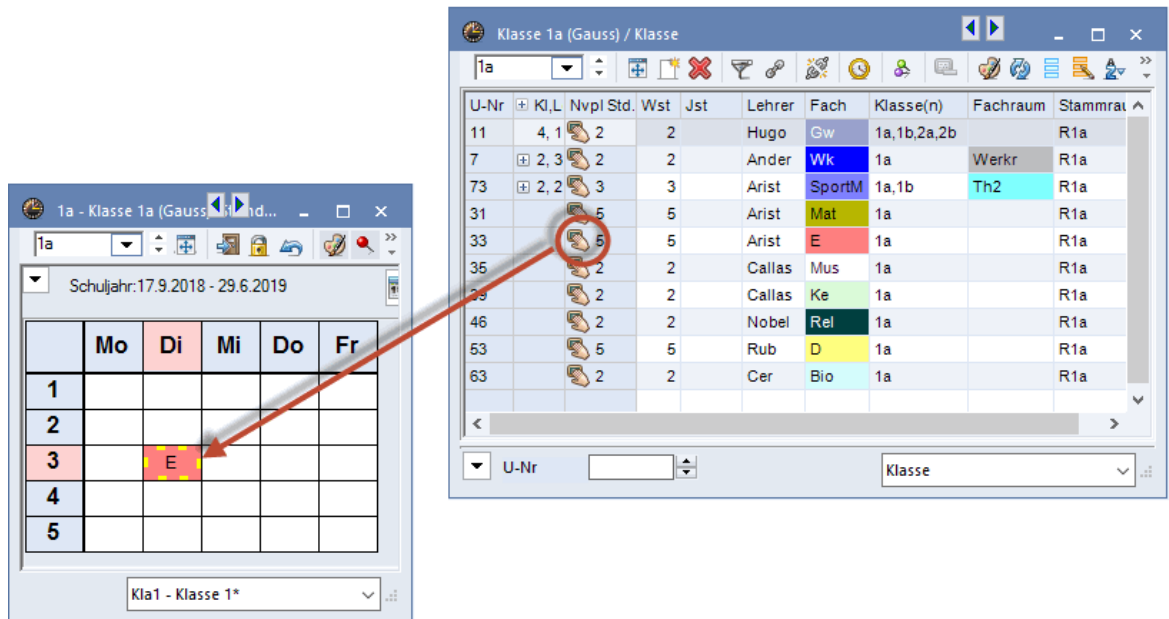 Klasse 1a (Gauss) / Klasse
1a
U-Nr Kl,L Nvpl Std. Wst Jst Lehrer Fach Klasse(n) Fachraum
11 4, 1 2 2 Hugo Gw 1a,1b,2a,2b R1a
7 2, 3 2 2 Ander Wk 1a Werkr R1a
73 2, 2 3 3 Arist SportM 1a,1b Th2 R1a
31 5 5 Arist Mat 1a R1a
33 5 5 Arist E 1a R1a
35 2 2 Callas Mus 1a R1a
2 2 Callas Ke 1a R1a
46 2 2 Nobel Rel 1a R1a
53 5 5 Rub D 1a R1a
63 2 2 Cer Bio 1a R1a
U-Nr Klasse
1a - Klasse 1a
1a
Schuljahr:17.9.2018 - 29.6.2019
Mo Di Mi Do Fr
1
2
3 E
4
5
Kla1 - Klasse 1*